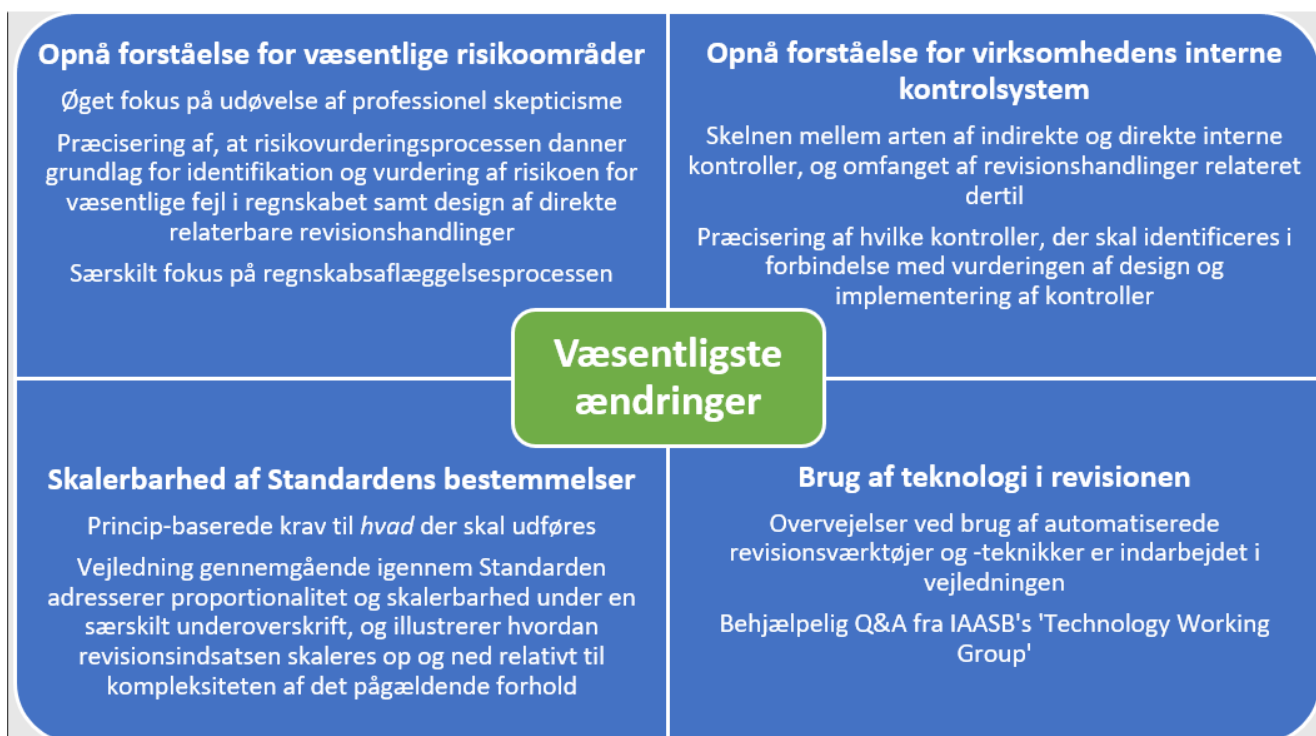 Opnå forståelse for væsentlige risikoområder
Øget fokus på udøvelse af professionel skepticisme
Præcisering af, at risikovurderingsprocessen danner
grundlag for identifikation og vurdering af risikoen for
væsentlige fejl i regnskabet samt design af direkte
relaterbare revisionshandlinger
Særskilt fokus på regnskabsaflæggelsesprocessen
Opnå forståelse for virksomhedens interne
kontrolsystem
Skelnen mellem arten af indirekte og direkte interne
kontroller, og omfanget af revisionshandlinger relateret
dertil
Præcisering af hvilke kontroller, der skal identificeres i
forbindelse med vurderingen af design og
implementering af kontroller
Væsentligste
ændringer
Skalerbarhed af Standardens bestemmelser
Princip-baserede krav til hvad der skal udføres
Vejledning gennemgående igennem Standarden
adresserer proportionalitet og skalerbarhed under en
særskilt underoverskrift, og illustrerer hvordan
revisionsindsatsen skaleres op og ned relativt til
kompleksiteten af det pågældende forhold
Brug af teknologi i revisionen
Overvejelser ved brug af automatiserede
revisionsværktøjer og -teknikker er indarbejdet i
vejledningen
Behjælpelig Q&A fra IAASB's 'Technology Working
Group'